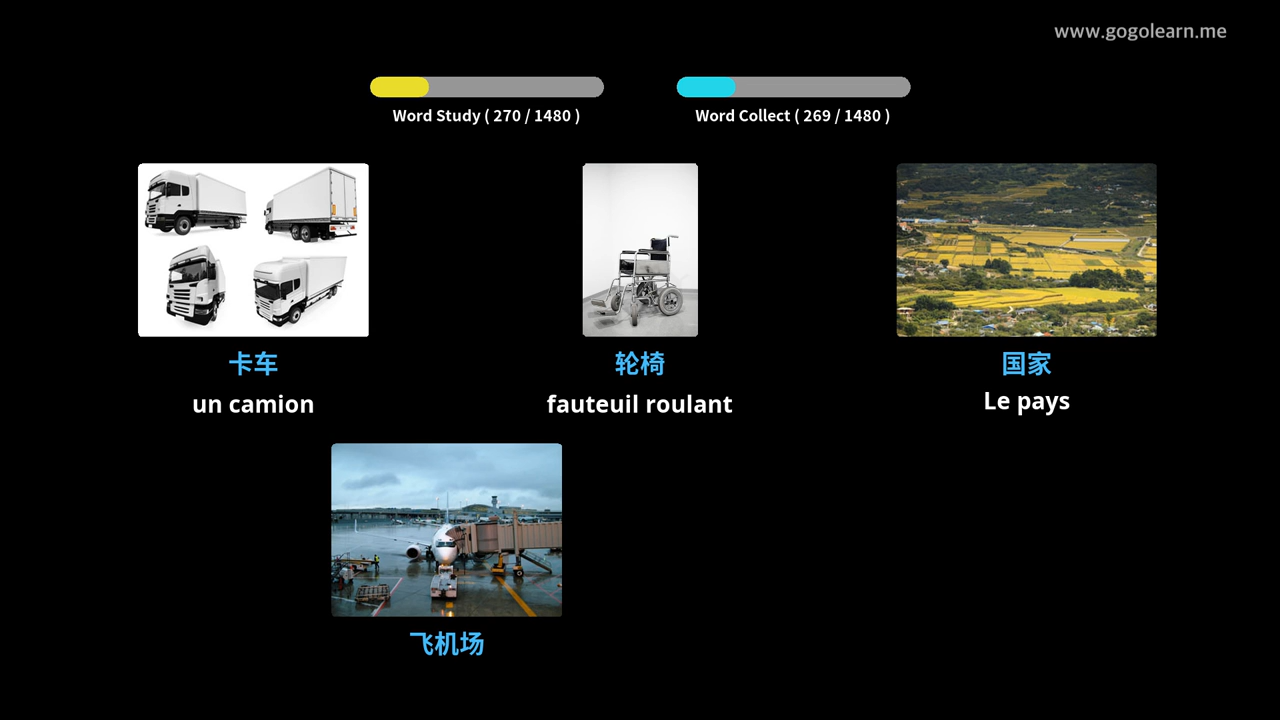 www.gogolearn.me
Word Study ( 270 / 1480 )
Word Collect ( 269 / 1480 )
卡车
轮椅
国家
un camion
fauteuil roulant
Le pays
飞机场